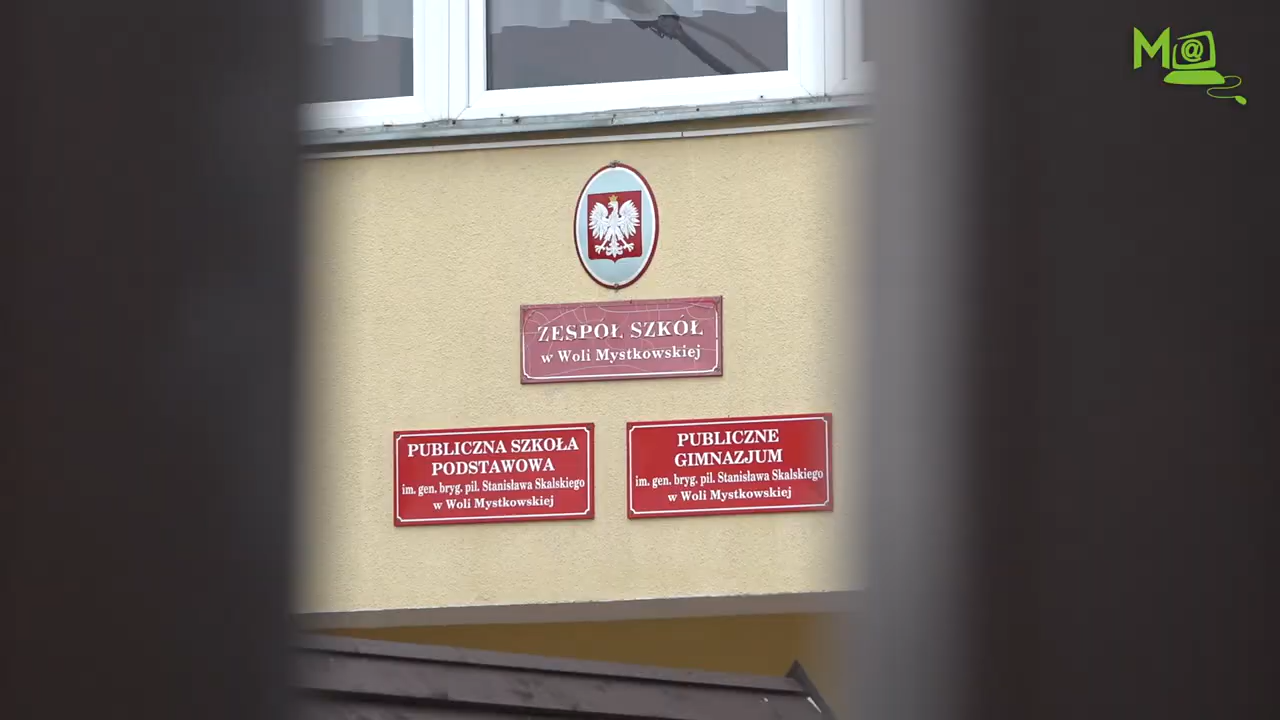 M@
ZESPÓŁ SZKÓŁ
w Woli Mystkowskiej
PUBLICZNA SZKOŁA
PODSTAWOWA
im. gen. bryg. pil. Stanisława Skalskiego
w Woli Mystkowskiej
PUBLICZNE
GIMNAZJUM
im. gen. bryg. pil. Stanisława Skalskiego
w Woli Mystkowskiej